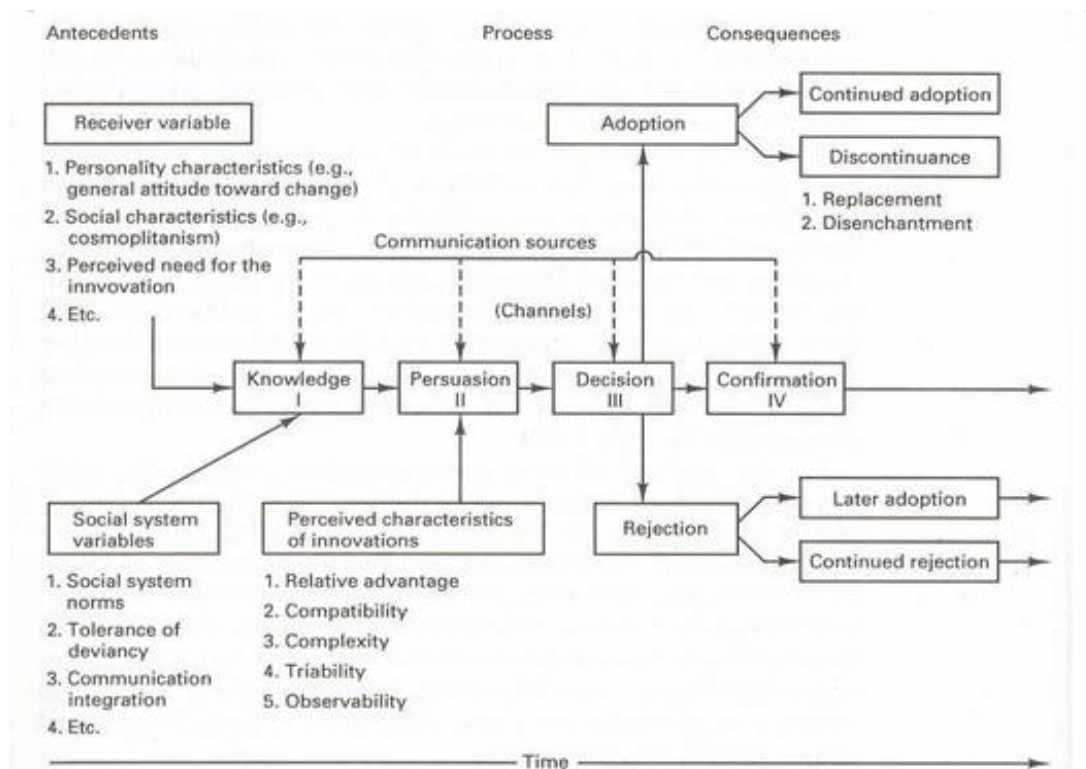 Antecedents
Process
Consequences
Receiver variable
1. Personality characteristics (e.g.,
general attitude toward change)
2. Social characteristics (e.g.,
cosmoplitanism)
3. Perceived need for the
innvovation
4. Etc.
Adoption
Continued adoption
Discontinuance
1. Replacement
2. Disenchantment
Communication sources
(Channels)
Knowledge
I
Persuasion
II
Decision
III
Confirmation
IV
Social system
variables
1. Social system
norms
2. Tolerance of
deviancy
3. Communication
integration
4. Etc.
Perceived characteristics
of innovations
1. Relative advantage
2. Compatibility
3. Complexity
4. Triability
5. Observability
Rejection
Later adoption
Continued rejection
Time